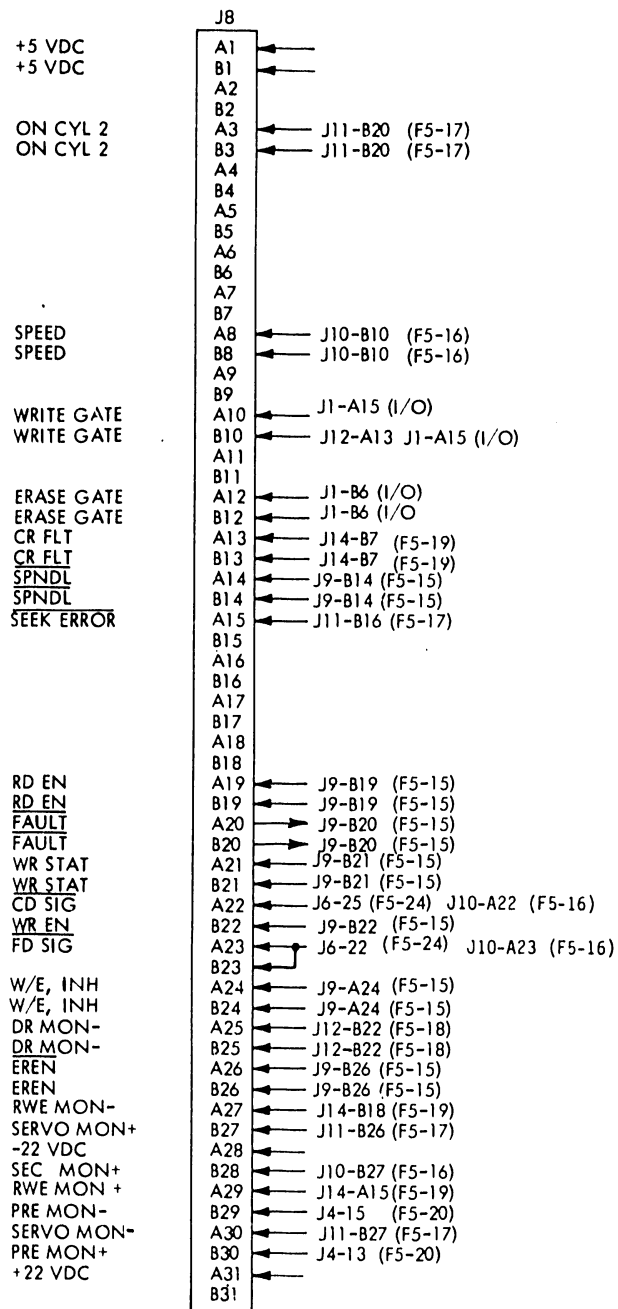 J8
+5 VDC A1
+5 VDC B1
A2
B2
ON CYL 2 A3 J11-B20 (F5-17)
ON CYL 2 B3 J11-B20 (F5-17)
A4
B4
A5
B5
A6
B6
A7
B7
SPEED A8 J10-B10 (F5-16)
SPEED B8 J10-B10 (F5-16)
A9
B9
WRITE GATE A10 J1-A15 (I/O)
WRITE GATE B10 J12-A13 J1-A15 (I/O)
A11
B11
ERASE GATE A12 J1-B6 (I/O)
ERASE GATE B12 J1-B6 (I/O
CR FLT A13 J14-B7 (F5-19)
CR FLT B13 J14-B7 (F5-19)
SPNDL A14 J9-B14 (F5-15)
SPNDL B14 J9-B14 (F5-15)
SEEK ERROR A15 J11-B16 (F5-17)
B15
A16
B16
A17
B17
A18
B18
RD EN A19 J9-B19 (F5-15)
RD EN B19 J9-B19 (F5-15)
FAULT A20 J9-B20 (F5-15)
FAULT B20 J9-B20 (F5-15)
WR STAT A21 J9-B21 (F5-15)
WR STAT B21 J9-B21 (F5-15)
CD SIG A22 J6-25 (F5-24) J10-A22 (F5-16)
WR EN B22 J9-B22 (F5-15)
FD SIG A23 J6-22 (F5-24) J10-A23 (F5-16)
B23
W/E, INH A24 J9-A24 (F5-15)
W/E, INH B24 J9-A24 (F5-15)
DR MON- A25 J12-B22 (F5-18)
DR MON- B25 J12-B22 (F5-18)
EREN A26 J9-B26 (F5-15)
EREN B26 J9-B26 (F5-15)
RWE MON- A27 J14-B18 (F5-19)
SERVO MON+ B27 J11-B26 (F5-17)
-22 VDC A28
SEC MON+ B28 J10-B27 (F5-16)
RWE MON + A29 J14-A15(F5-19)
PRE MON- B29 J4-15 (F5-20)
SERVO MON- A30 J11-B27 (F5-17)
PRE MON+ B30 J4-13 (F5-20)
+22 VDC A31
B31